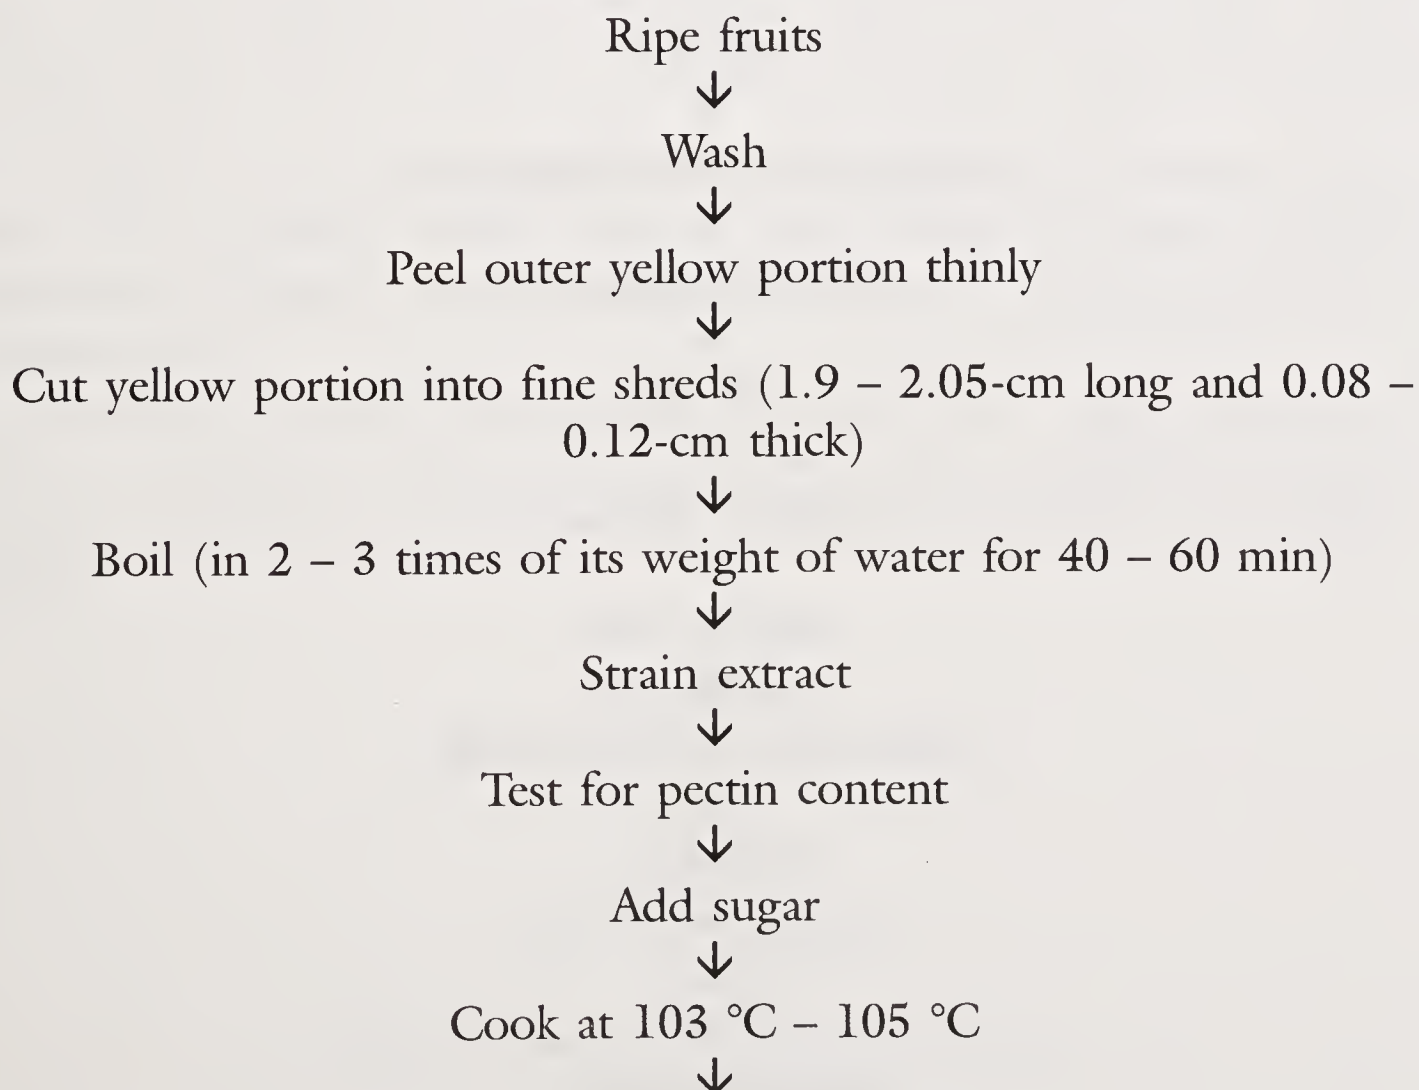 Ripe fruits
↓
Wash
↓
Peel outer yellow portion thinly
↓
Cut yellow portion into fine shreds (1.9 – 2.05-cm long and 0.08 –
0.12-cm thick)
↓
Boil (in 2 – 3 times of its weight of water for 40 – 60 min)
↓
Strain extract
↓
Test for pectin content
↓
Add sugar
↓
Cook at 103 °C – 105 °C
↓